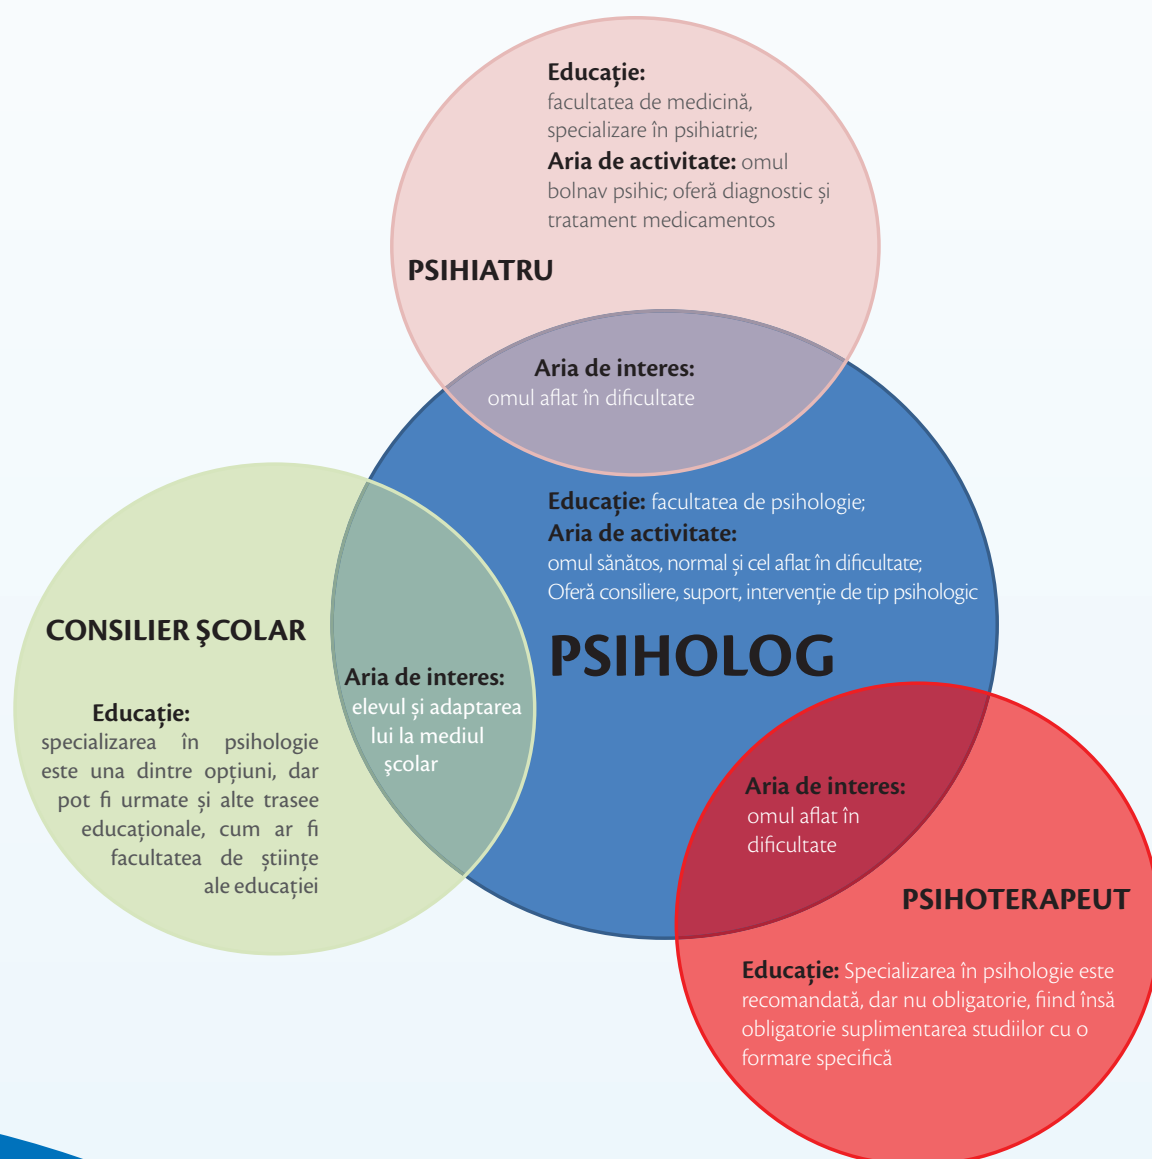 Educație:
facultatea de medicină,
specializare în psihiatrie;
Aria de activitate: omul
bolnav psihic; oferă diagnostic și
tratament medicamentos
PSIHIATRU
Aria de interes:
omul aflat în dificultate
Educație: facultatea de psihologie;
Aria de activitate:
omul sănătos, normal și cel aflat în dificultate;
Oferă consiliere, suport, intervenție de tip psihologic
PSIHOLOG
CONSILIER ŞCOLAR
Educație:
specializarea în psihologie
este una dintre opțiuni, dar
pot fi urmate și alte trasee
educaționale, cum ar fi
facultatea de științe
ale educației
Aria de interes:
elevul și adaptarea
lui la mediul
şcolar
Aria de interes:
omul aflat în
dificultate
PSIHOTERAPEUT
Educație: Specializarea în psihologie este
recomandată, dar nu obligatorie, fiind însă
obligatorie suplimentarea studiilor cu o
formare specifică